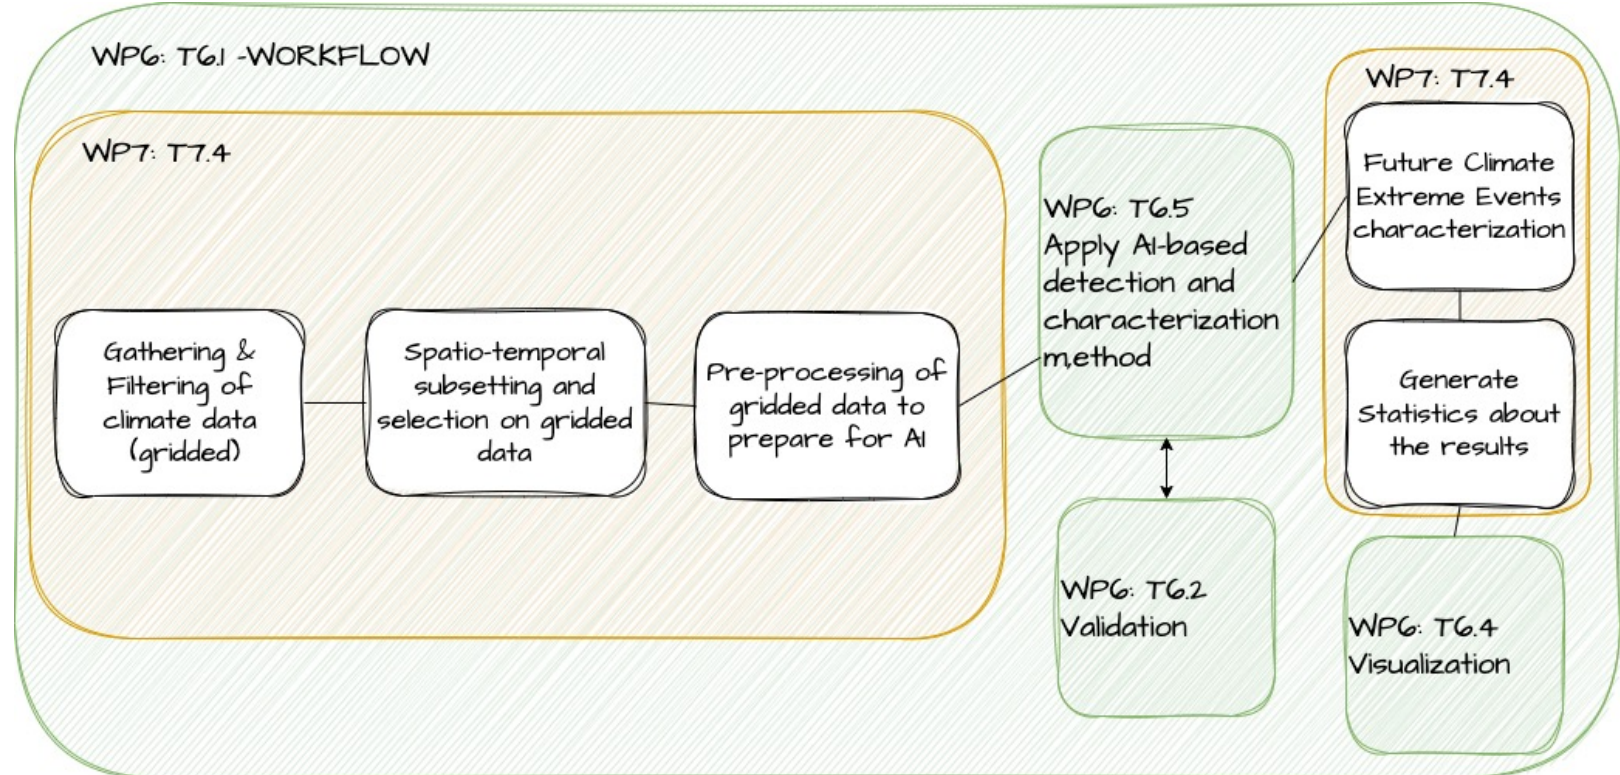 WP6: T6.1 -WORKFLOW
WP7: T7.4
Gathering &
Filtering of
climate data
(gridded)
Spatio-temporal
subsetting and
selection on gridded
data
Pre-processing of
gridded data to
prepare for AI
WP6: T6.5
Apply AI-based
detection and
characterization
m,ethod
WP6: T6.2
Validation
WP7: T7.4
Future Climate
Extreme Events
characterization
Generate
Statistics about
the results
WP6: T6.4
Visualization